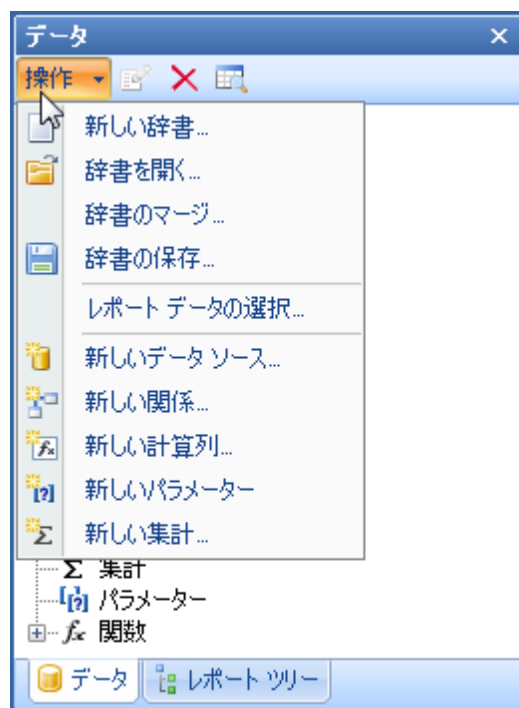 データ
操作
新しい辞書...
辞書を開く...
辞書のマージ...
辞書の保存...
レポート データの選択...
新しいデータ ソース...
新しい関係...
新しい計算列...
新しいパラメーター
新しい集計...
集計
パラメーター
関数
データ レポート ツリー